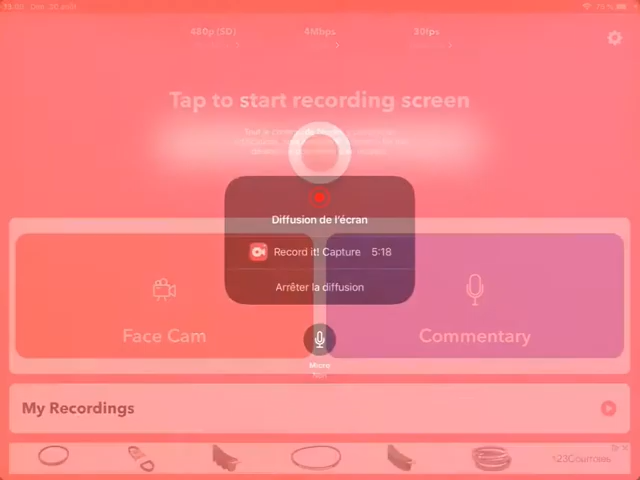 480p (SD) 4Mbps 30fps
Tap to start recording screen
Diffusion de l'écran
Record it! Capture 5:18
Arrêter la diffusion
Face Cam
Commentary
Micro
My Recordings
123Courroies